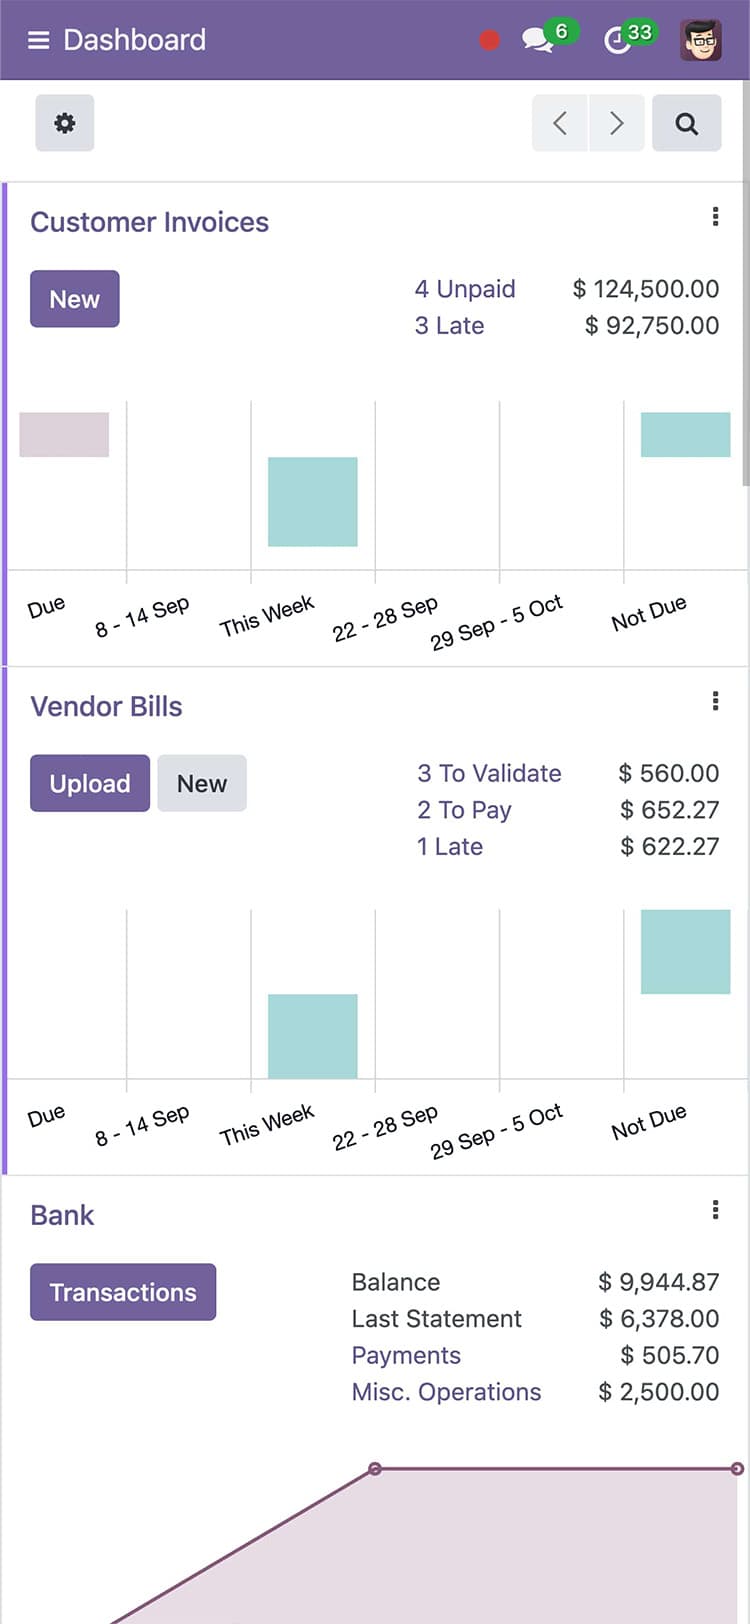 Dashboard 6 33
Customer Invoices
New
4 Unpaid $ 124,500.00
3 Late $ 92,750.00
Due 8 - 14 Sep This Week 22 - 28 Sep 29 Sep - 5 Oct Not Due
Vendor Bills
Upload New
3 To Validate $ 560.00
2 To Pay $ 652.27
1 Late $ 622.27
Due 8 - 14 Sep This Week 22 - 28 Sep 29 Sep - 5 Oct Not Due
Bank
Transactions
Balance $ 9,944.87
Last Statement $ 6,378.00
Payments $ 505.70
Misc. Operations $ 2,500.00